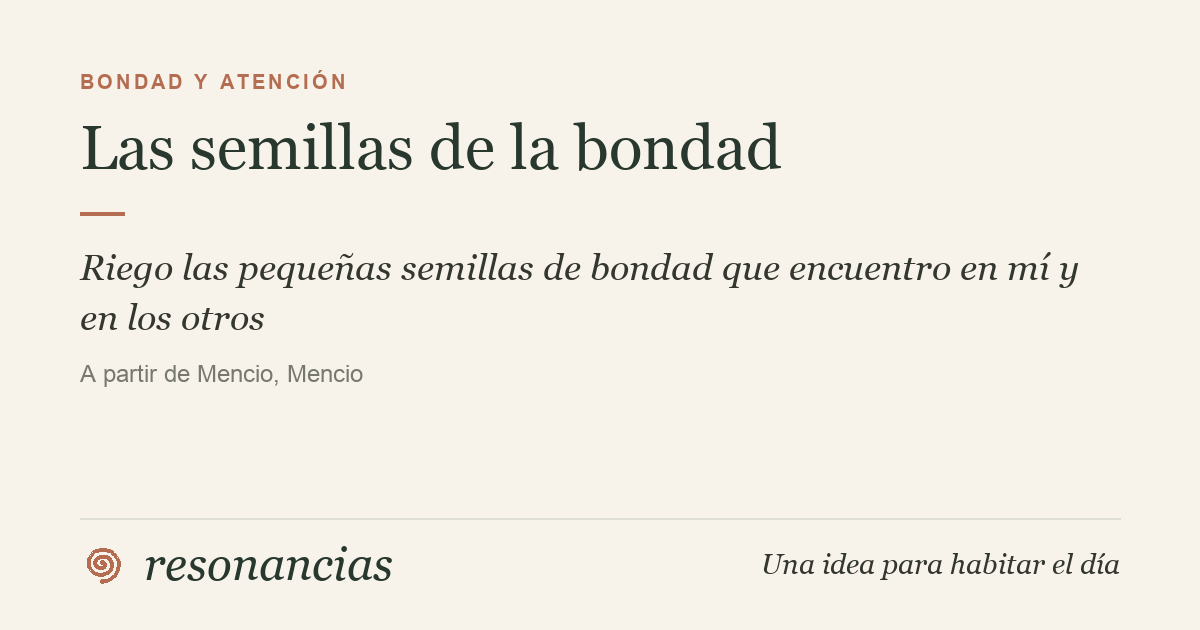 BONDAD Y ATENCIÓN
Las semillas de la bondad
Riego las pequeñas semillas de bondad que encuentro en mí y
en los otros
A partir de Mencio, Mencio
resonancias
Una idea para habitar el día